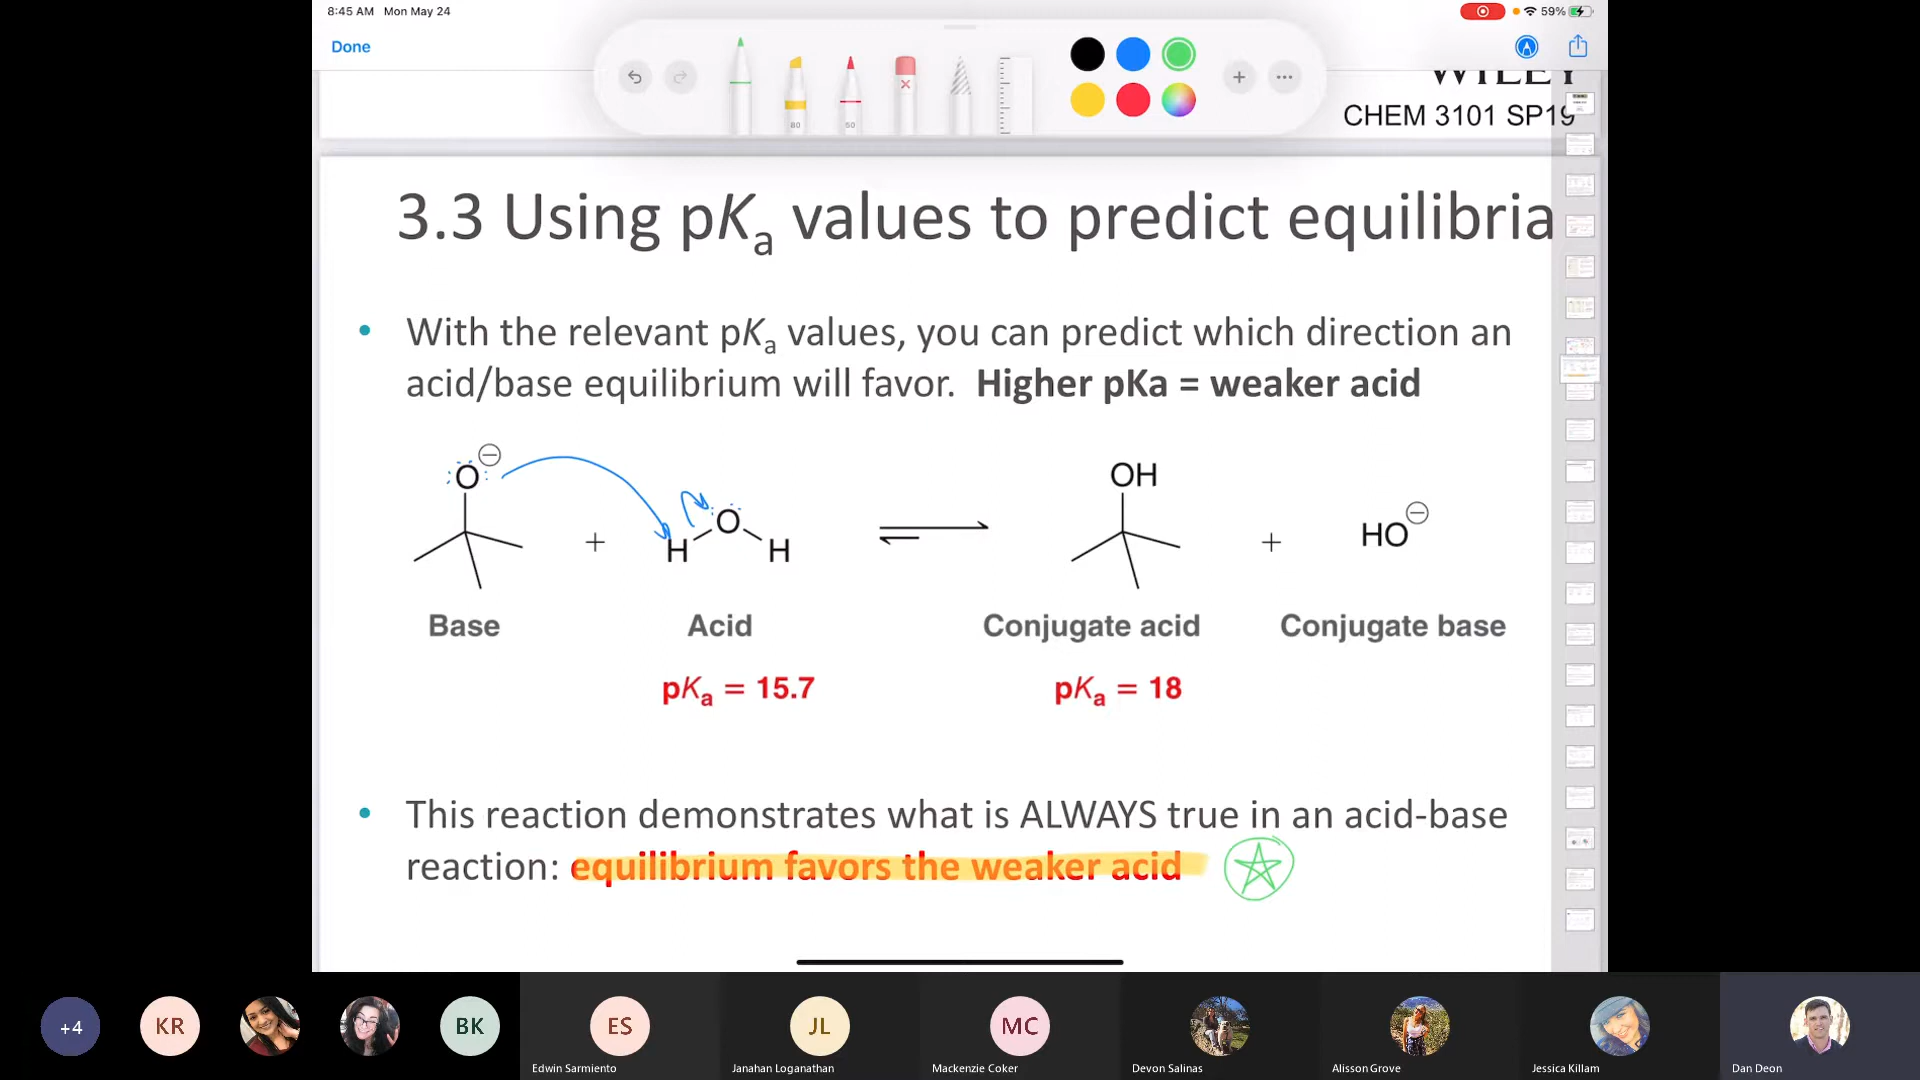 8:45 AM Mon May 24
59%
Done
80
50
WILEY
CHEM 3101 SP19
3.3 Using pKa values to predict equilibria
With the relevant pKa values, you can predict which direction an
acid/base equilibrium will favor. Higher pKa = weaker acid
O
⊖
+
H
O
H
OH
+
HO
⊖
Base
Acid
Conjugate acid
Conjugate base
pKa = 15.7
pKa = 18
This reaction demonstrates what is ALWAYS true in an acid-base
reaction: equilibrium favors the weaker acid
+4
KR
BK
ES
JL
MC
Edwin Sarmiento
Janahan Loganathan
Mackenzie Coker
Devon Salinas
Alisson Grove
Jessica Killam
Dan Deon